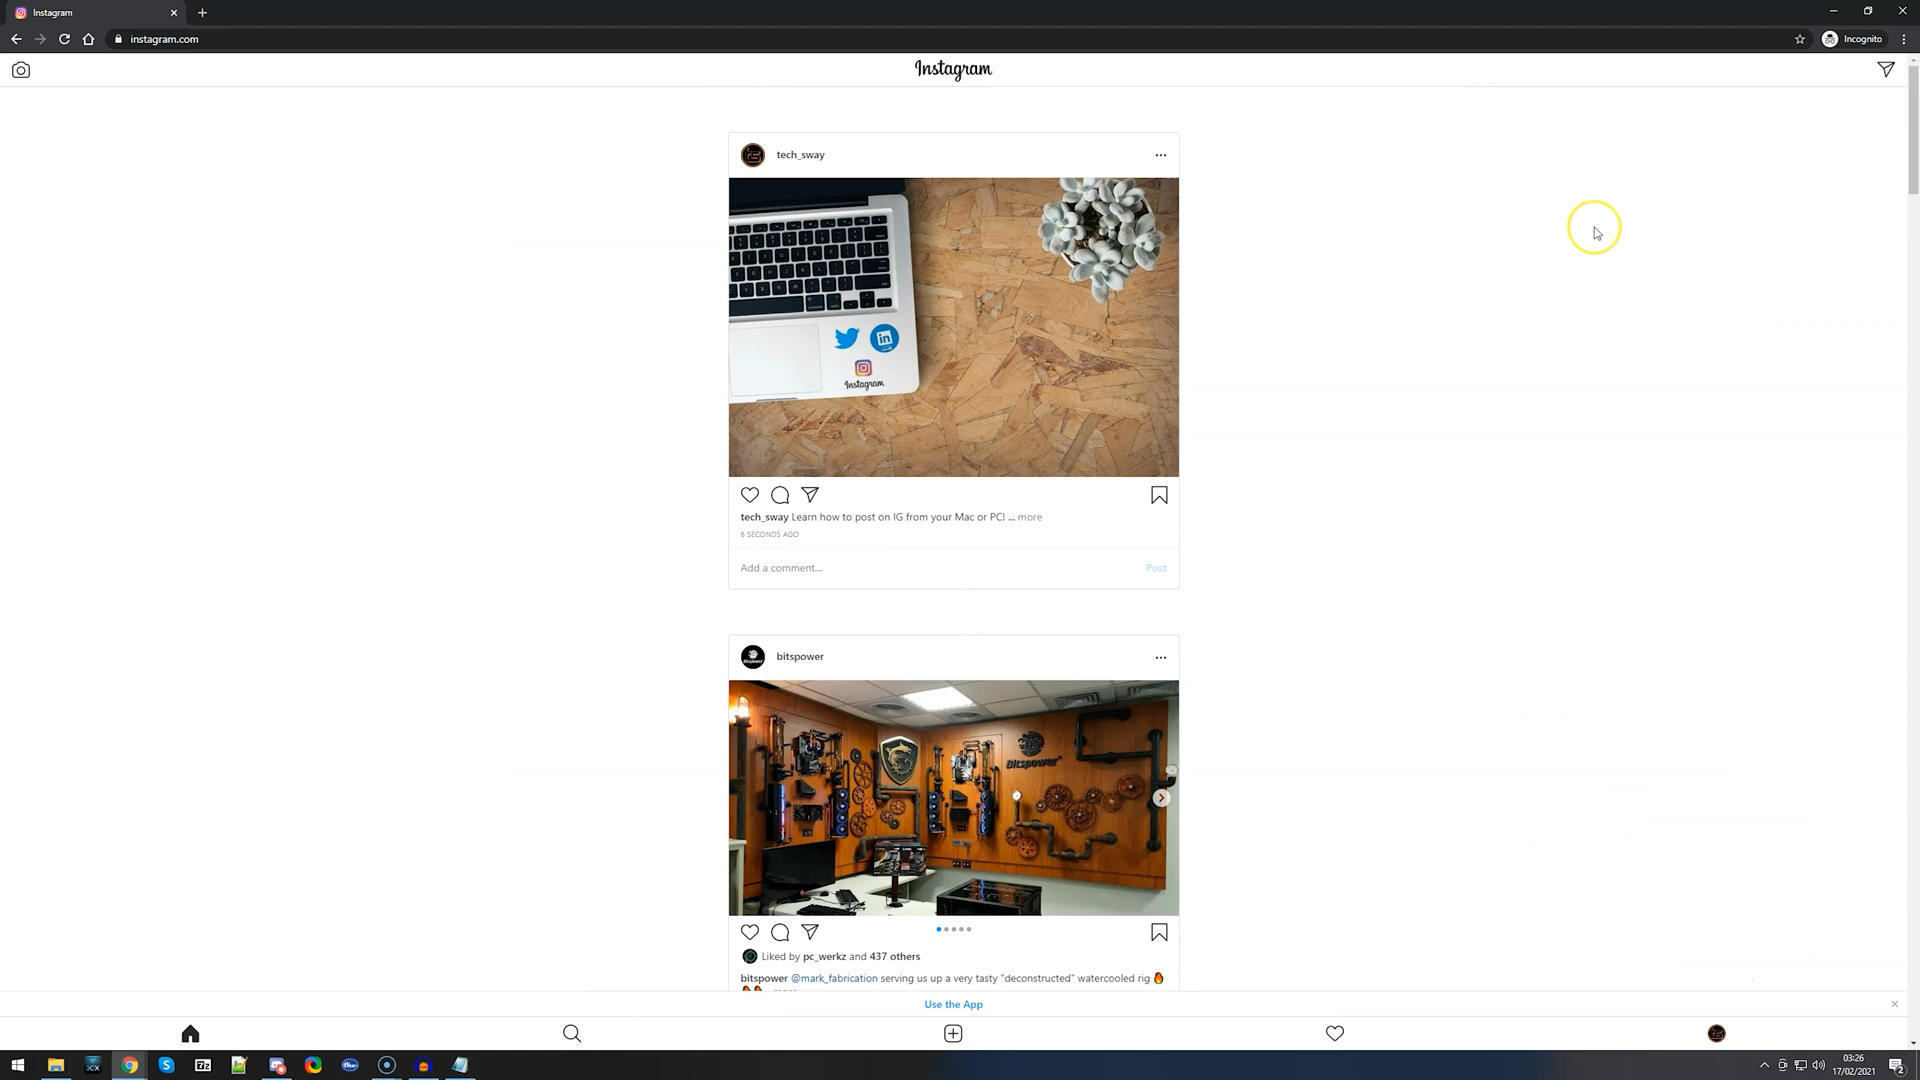 Instagram
instagram.com
Incognito
Instagram
tech_sway
in
Instagram
tech_sway Learn how to post on IG from your Mac or PC! ... more
6 SECONDS AGO
Add a comment...
Post
bitspower
Bitspower
Liked by pc_werkz and 437 others
bitspower @mark_fabrication serving us up a very tasty "deconstructed" watercooled rig
Use the App
03:26
17/02/2021
2